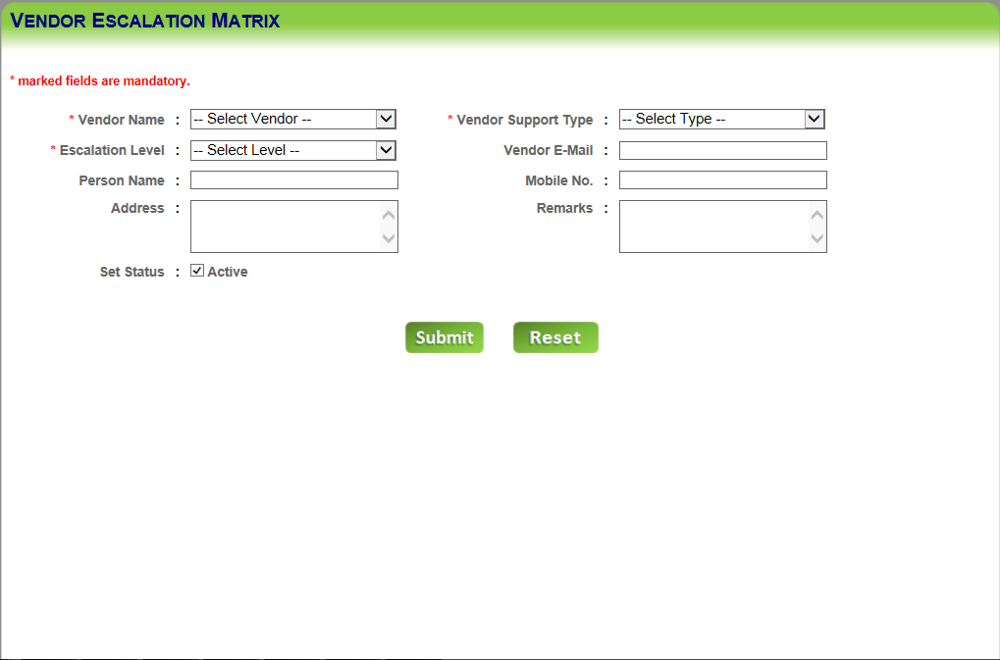 VENDOR ESCALATION MATRIX
* marked fields are mandatory.
* Vendor Name : -- Select Vendor -- * Vendor Support Type : -- Select Type --
* Escalation Level : -- Select Level -- Vendor E-Mail :
Person Name : Mobile No. :
Address : Remarks :
Set Status : Active
Submit Reset